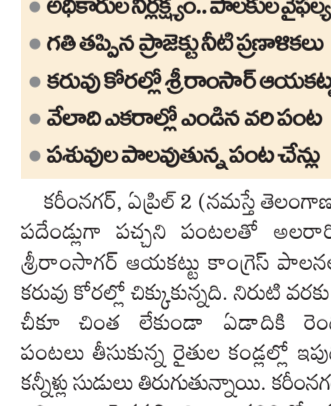 • అధికారుల నిర్లక్ష్యం.. పాలకుల వైఫల్య
• గతి తప్పిన ప్రాజెక్టు నీటి ప్రణాళికలు
• కరువు కోరల్లో శ్రీరాంసార్ ఆయకట్టు
• వేలాది ఎకరాల్లో ఎండిన వరి పంట
• పశువుల పాలవుతున్న పంట చేన్లు
కరీంనగర్, ఏప్రిల్ 2 (నమస్తే తెలంగాణ
పదేండ్లుగా పచ్చని పంటలతో అలరారి
శ్రీరాంసాగర్ ఆయకట్టు కాంగ్రెస్ పాలనల
కరువు కోరల్లో చిక్కుకున్నది. నిరుటి వరకు
చీకూ చింత లేకుండా ఏడాదికి రెం
పంటలు తీసుకున్న రైతుల కండ్లల్లో ఇపు
కన్నీళ్లు సుడులు తిరుగుతున్నాయి. కరీంనగ